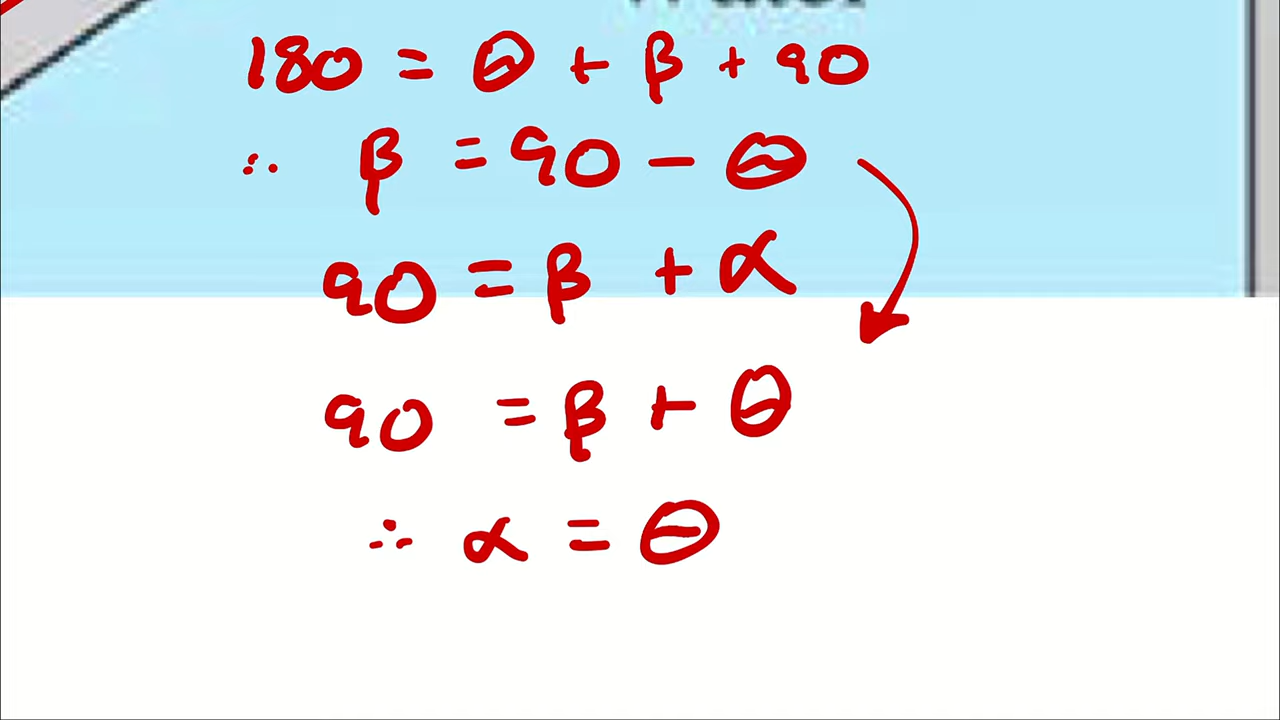 180 = θ + β + 90
∴ β = 90 − θ
90 = β + α
90 = β + θ
∴ α = θ